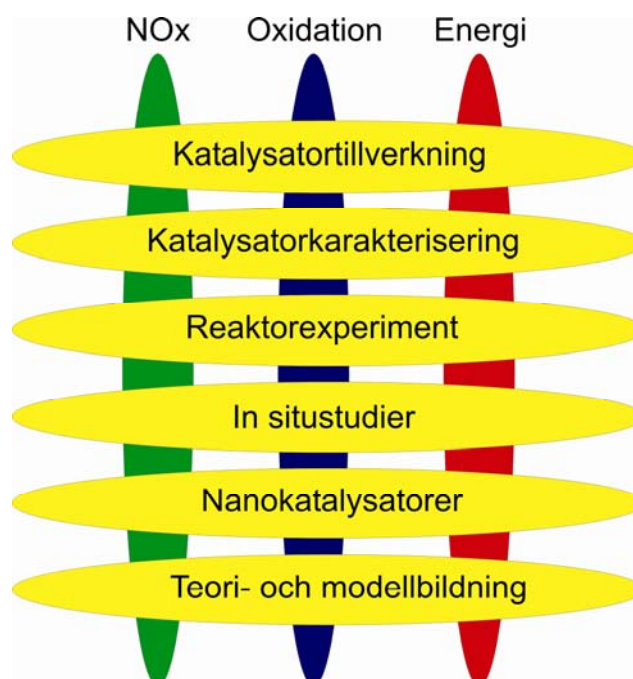 NOx Oxidation Energi
Katalysatortillverkning
Katalysatorkarakterisering
Reaktorexperiment
In situstudier
Nanokatalysatorer
Teori- och modellbildning